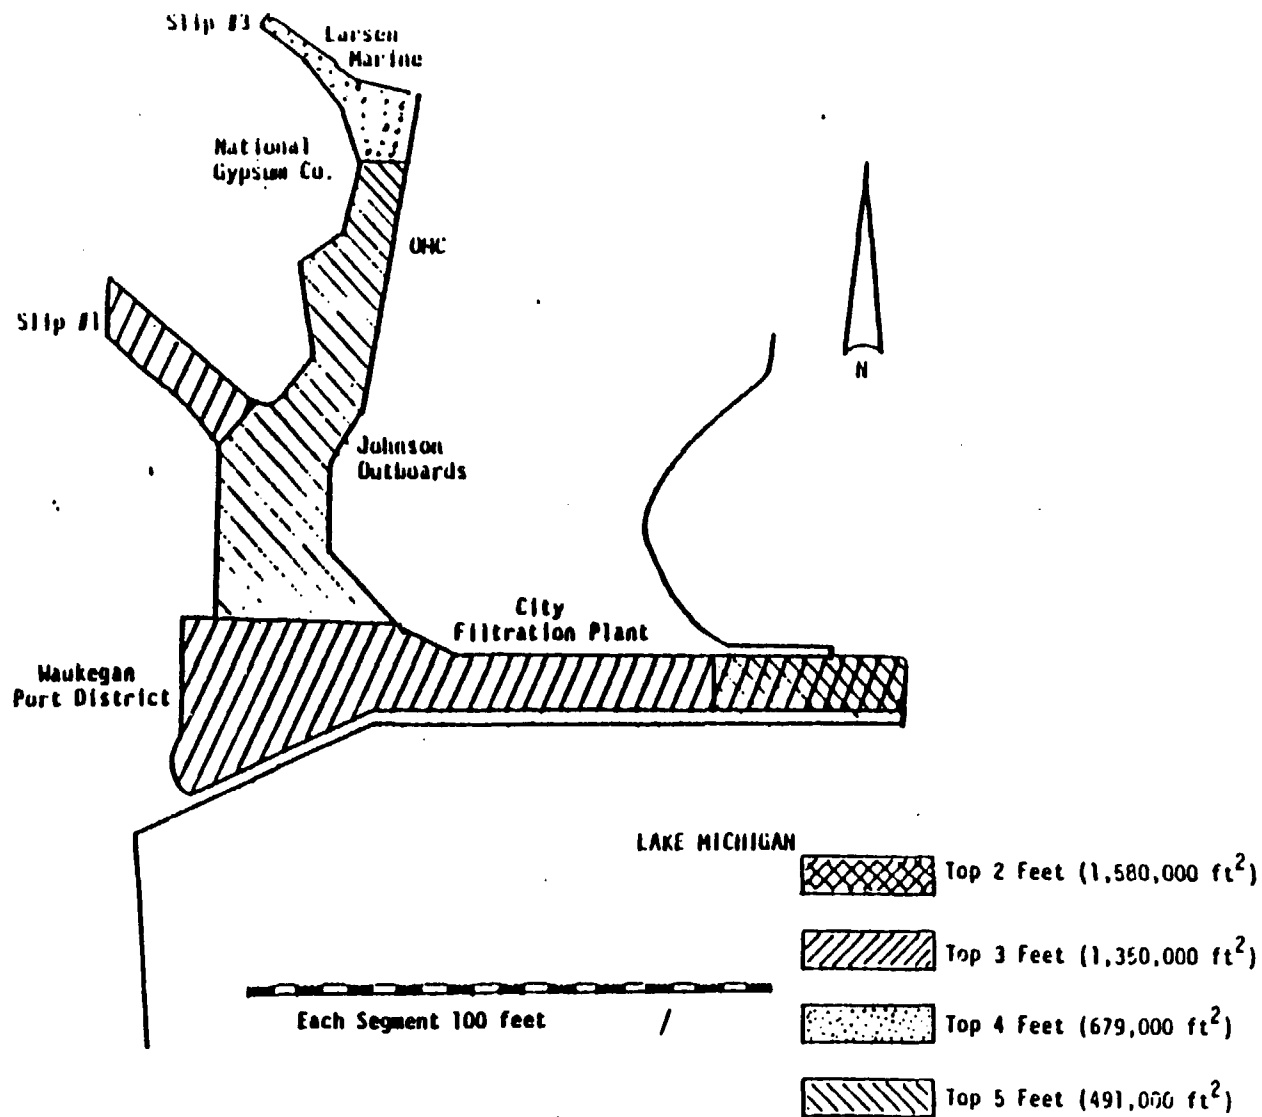 Slip #3
Larsen
Marine
National
Gypsum Co.
OMC
Slip #1
N
Johnson
Outboards
City
Filtration Plant
Waukegan
Port District
LAKE MICHIGAN
Top 2 Feet (1,580,000 ft²)
Top 3 Feet (1,350,000 ft²)
Each Segment 100 feet
Top 4 Feet (679,000 ft²)
Top 5 Feet (491,000 ft²)